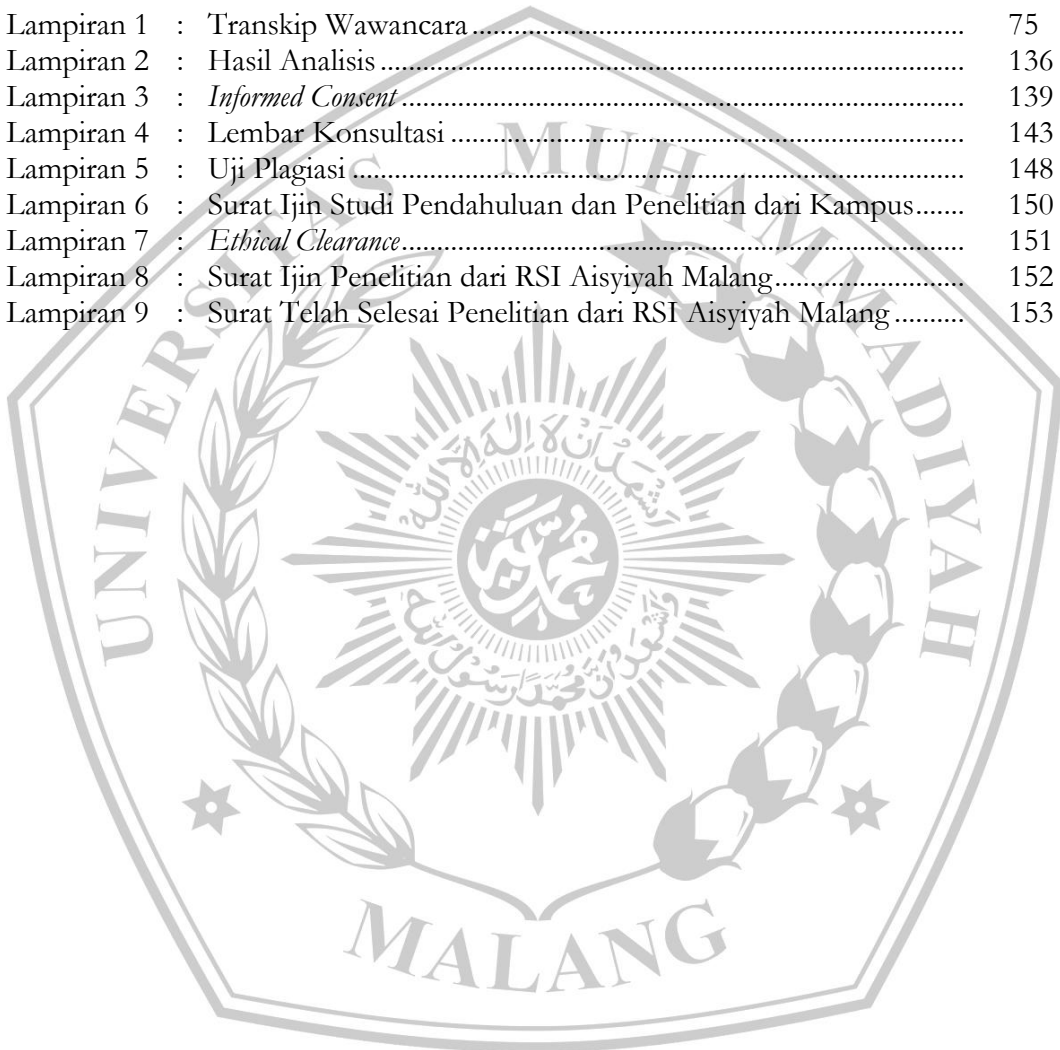 Lampiran 1 : Transkip Wawancara ........................................................................ 75
Lampiran 2 : Hasil Analisis ........................................................................ 136
Lampiran 3 : Informed Consent ........................................................................ 139
Lampiran 4 : Lembar Konsultasi ........................................................................ 143
Lampiran 5 : Uji Plagiasi ........................................................................ 148
Lampiran 6 : Surat Ijin Studi Pendahuluan dan Penelitian dari Kampus ....... 150
Lampiran 7 : Ethical Clearance ........................................................................ 151
Lampiran 8 : Surat Ijin Penelitian dari RSI Aisyiyah Malang ........................... 152
Lampiran 9 : Surat Telah Selesai Penelitian dari RSI Aisyiyah Malang .......... 153
UNIVERSITAS MUHAMMADIYAH
MALANG